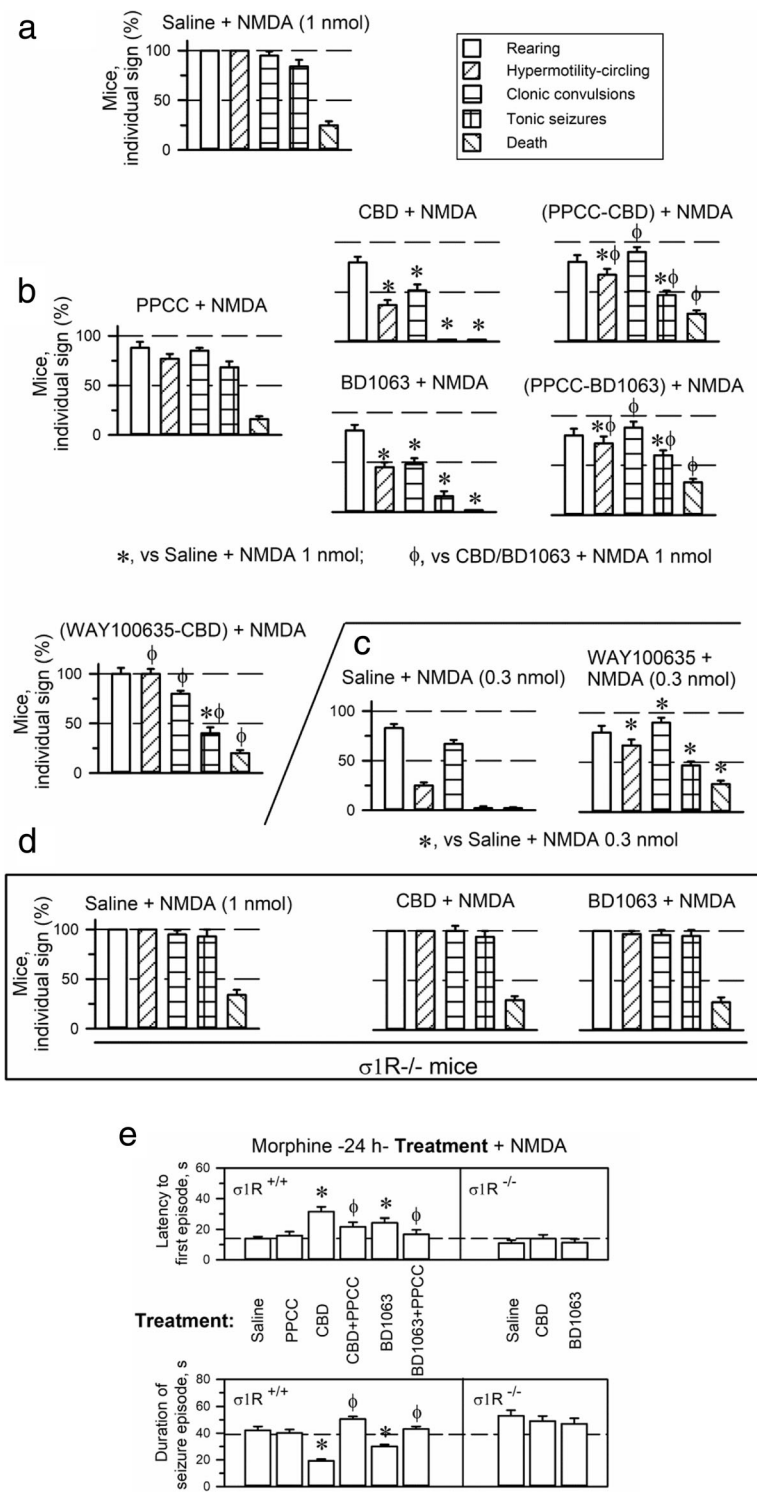 a
Saline + NMDA (1 nmol)
Mice,
individual sign (%)
100
50
0
Rearing
Hypermotility-circling
Clonic convulsions
Tonic seizures
Death
b
PPCC + NMDA
Mice,
individual sign (%)
100
50
0
CBD + NMDA
* * * *
(PPCC-CBD) + NMDA
*ϕ ϕ *ϕ ϕ
BD1063 + NMDA
* * * *
(PPCC-BD1063) + NMDA
*ϕ ϕ *ϕ ϕ
*, vs Saline + NMDA 1 nmol; ϕ, vs CBD/BD1063 + NMDA 1 nmol
(WAY100635-CBD) + NMDA
Mice,
individual sign (%)
100
50
0
ϕ ϕ *ϕ ϕ
c
Saline + NMDA (0.3 nmol)
100
50
0
WAY100635 +
NMDA (0.3 nmol)
* * * *
*, vs Saline + NMDA 0.3 nmol
d
Saline + NMDA (1 nmol)
Mice,
individual sign (%)
100
50
0
CBD + NMDA
BD1063 + NMDA
σ1R-/- mice
e
Morphine -24 h- Treatment + NMDA
Latency to
first episode, s
60
40
20
0
σ1R +/+
* ϕ * ϕ
σ1R -/-
Treatment:
Saline
PPCC
CBD
CBD+PPCC
BD1063
BD1063+PPCC
Saline
CBD
BD1063
Duration of
seizure episode, s
60
40
20
0
σ1R +/+
* ϕ * ϕ
σ1R -/-